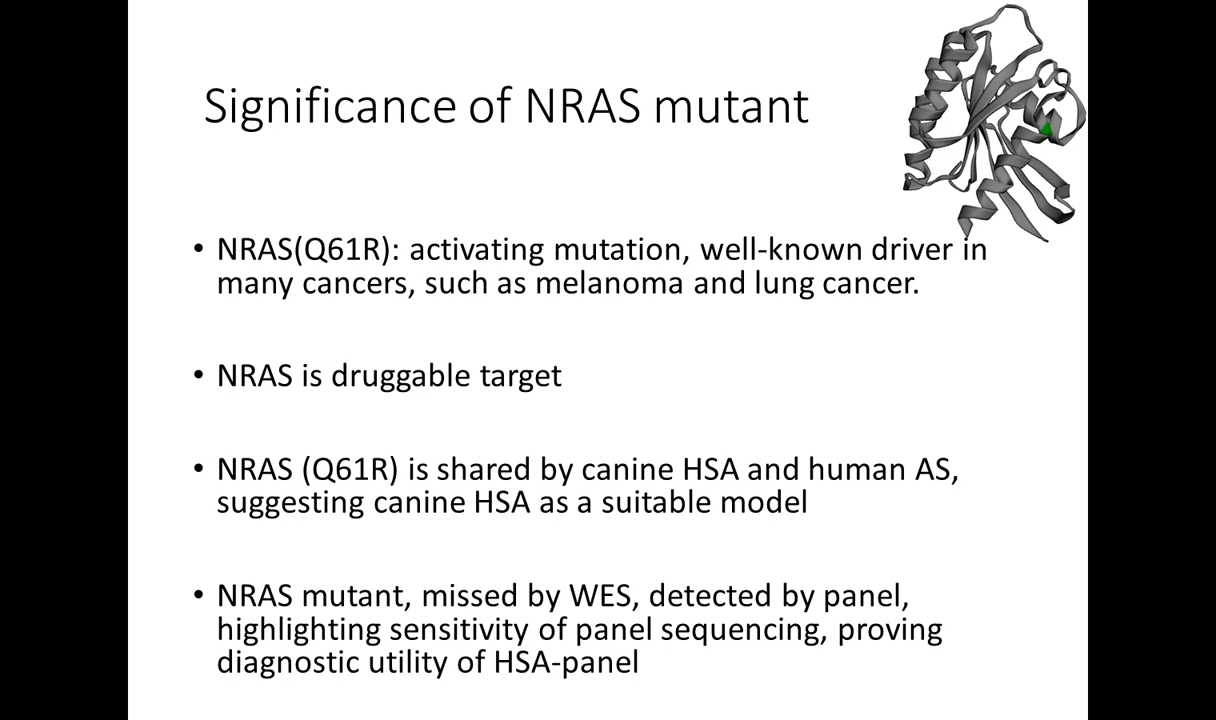 Significance of NRAS mutant
• NRAS(Q61R): activating mutation, well-known driver in
many cancers, such as melanoma and lung cancer.
• NRAS is druggable target
• NRAS (Q61R) is shared by canine HSA and human AS,
suggesting canine HSA as a suitable model
• NRAS mutant, missed by WES, detected by panel,
highlighting sensitivity of panel sequencing, proving
diagnostic utility of HSA-panel